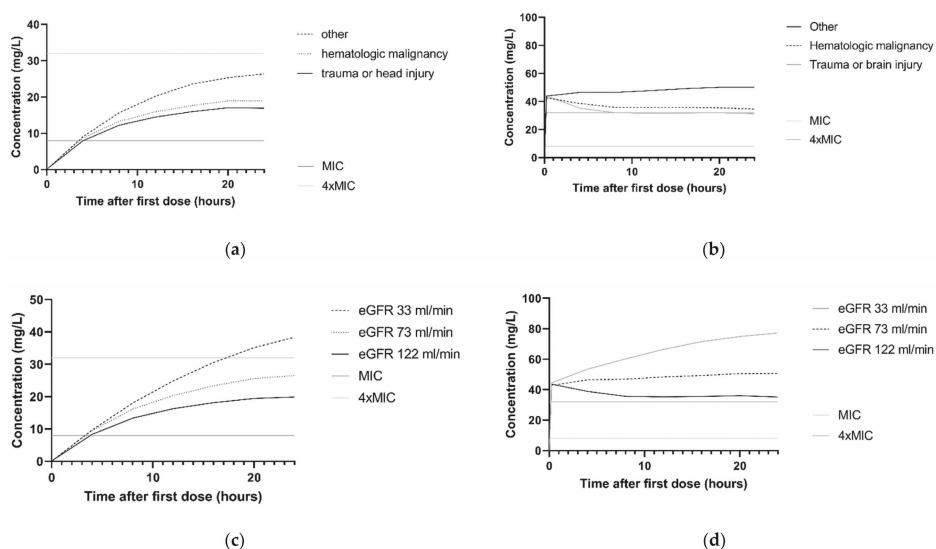 40
30
20
10
0
Concentration (mg/L)
0 10 20
Time after first dose (hours)
other
hematologic malignancy
trauma or head injury
MIC
4xMIC
(a)
100
80
60
40
20
0
Concentration (mg/L)
0 10 20
Time after first dose (hours)
Other
Hematologic malignancy
Trauma or brain injury
MIC
4xMIC
(b)
50
40
30
20
10
0
Concentration (mg/L)
0 10 20
Time after first dose (hours)
eGFR 33 ml/min
eGFR 73 ml/min
eGFR 122 ml/min
MIC
4xMIC
(c)
100
80
60
40
20
0
Concentration (mg/L)
0 10 20
Time after first dose (hours)
eGFR 33 ml/min
eGFR 73 ml/min
eGFR 122 ml/min
MIC
4xMIC
(d)